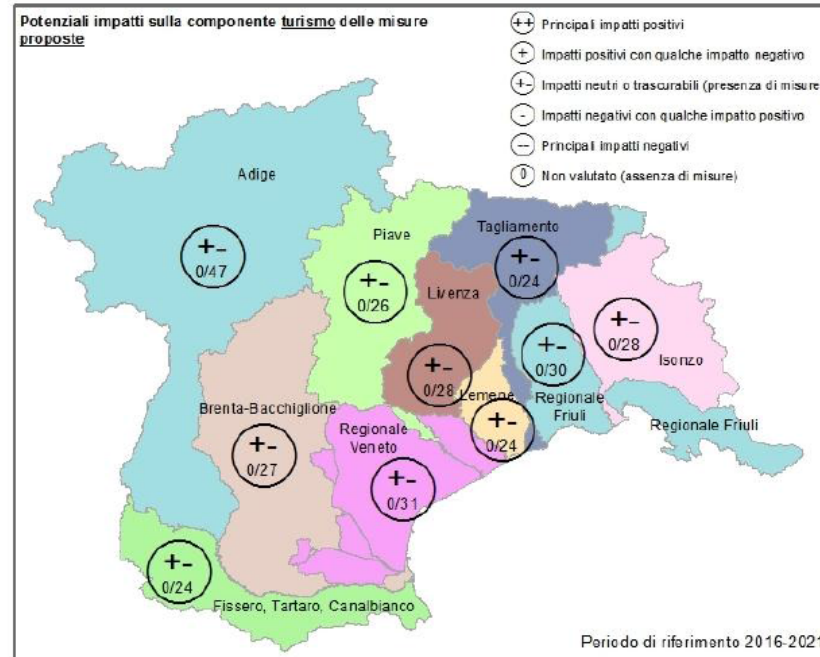 Potenziali impatti sulla componente turismo delle misure
proposte
++ Principali impatti positivi
+ Impatti positivi con qualche impatto negativo
+- Impatti neutri o trascurabili (presenza di misure
- Impatti negativi con qualche impatto positivo
-- Principali impatti negativi
0 Non valutato (assenza di misure)
Adige
+-
0/47
Piave
+-
0/26
Tagliamento
+-
0/24
Livenza
+-
0/28
Lemene
+-
0/24
+-
0/30
Regionale
Friuli
+-
0/28
Isonzo
Regionale Friuli
Brenta-Bacchiglione
+-
0/27
Regionale
Veneto
+-
0/31
+-
0/24
Fissero, Tartaro, Canalbianco
Periodo di riferimento 2016-2021